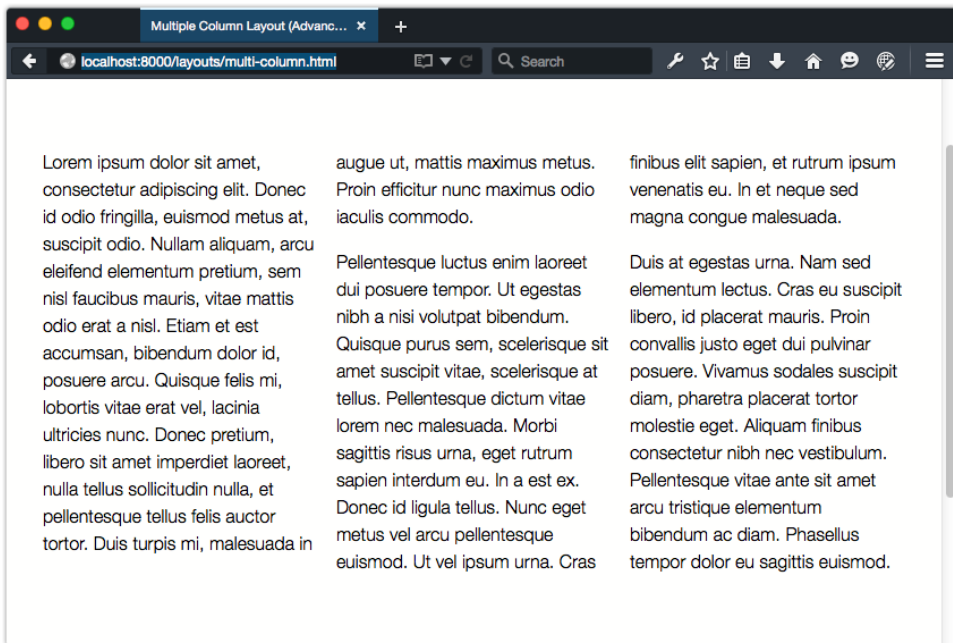 Multiple Column Layout (Advanc...
localhost:8000/layouts/multi-column.html
Search
Lorem ipsum dolor sit amet,
consectetur adipiscing elit. Donec
id odio fringilla, euismod metus at,
suscipit odio. Nullam aliquam, arcu
eleifend elementum pretium, sem
nisl faucibus mauris, vitae mattis
odio erat a nisl. Etiam et est
accumsan, bibendum dolor id,
posuere arcu. Quisque felis mi,
lobortis vitae erat vel, lacinia
ultricies nunc. Donec pretium,
libero sit amet imperdiet laoreet,
nulla tellus sollicitudin nulla, et
pellentesque tellus felis auctor
tortor. Duis turpis mi, malesuada in
augue ut, mattis maximus metus.
Proin efficitur nunc maximus odio
iaculis commodo.
Pellentesque luctus enim laoreet
dui posuere tempor. Ut egestas
nibh a nisi volutpat bibendum.
Quisque purus sem, scelerisque sit
amet suscipit vitae, scelerisque at
tellus. Pellentesque dictum vitae
lorem nec malesuada. Morbi
sagittis risus urna, eget rutrum
sapien interdum eu. In a est ex.
Donec id ligula tellus. Nunc eget
metus vel arcu pellentesque
euismod. Ut vel ipsum urna. Cras
finibus elit sapien, et rutrum ipsum
venenatis eu. In et neque sed
magna congue malesuada.
Duis at egestas urna. Nam sed
elementum lectus. Cras eu suscipit
libero, id placerat mauris. Proin
convallis justo eget dui pulvinar
posuere. Vivamus sodales suscipit
diam, pharetra placerat tortor
molestie eget. Aliquam finibus
consectetur nibh nec vestibulum.
Pellentesque vitae ante sit amet
arcu tristique elementum
bibendum ac diam. Phasellus
tempor dolor eu sagittis euismod.